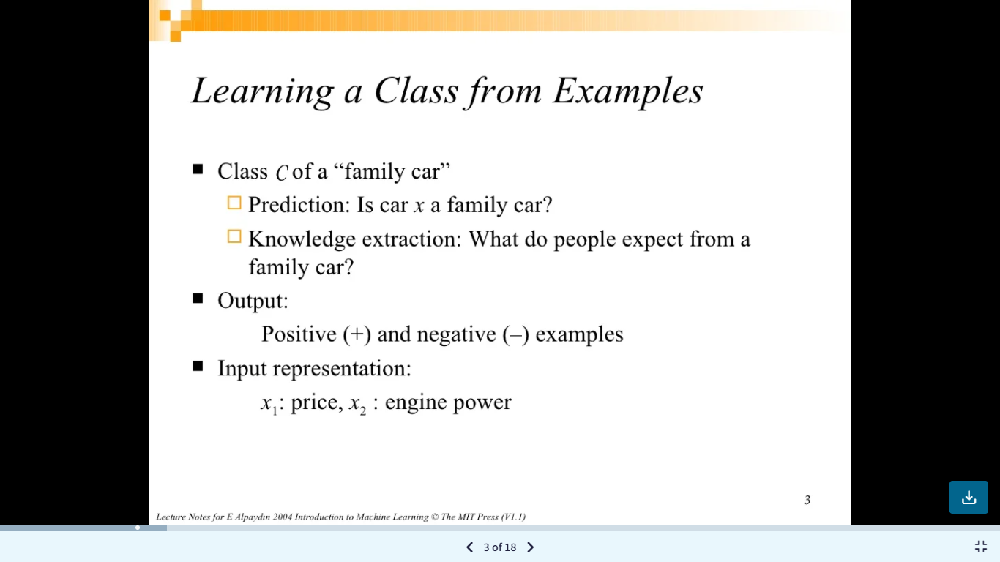 Learning a Class from Examples
Class C of a “family car”
Prediction: Is car x a family car?
Knowledge extraction: What do people expect from a
family car?
Output:
Positive (+) and negative (–) examples
Input representation:
x₁: price, x₂ : engine power
3
Lecture Notes for E Alpaydın 2004 Introduction to Machine Learning © The MIT Press (V1.1)
3 of 18